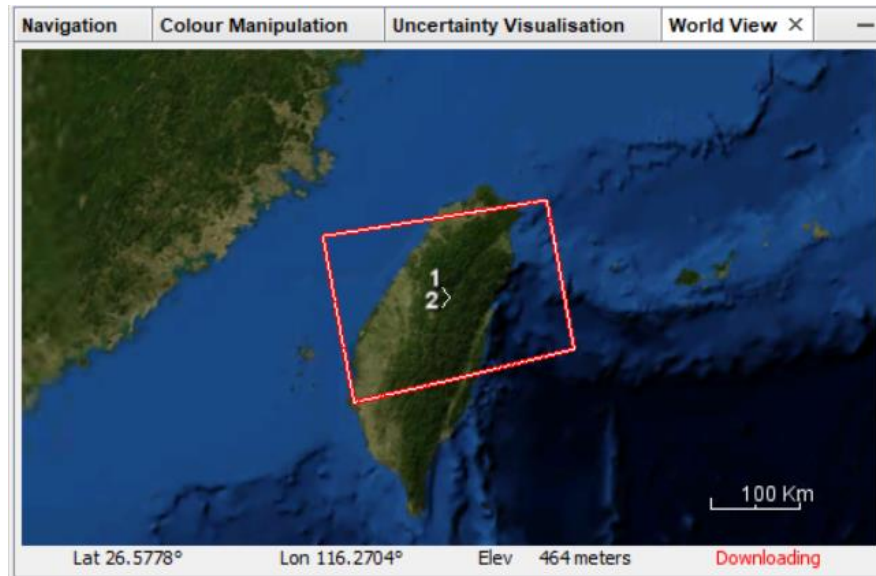 Navigation Colour Manipulation Uncertainty Visualisation World View ×
1
2
100 Km
Lat 26.5778° Lon 116.2704° Elev 464 meters Downloading